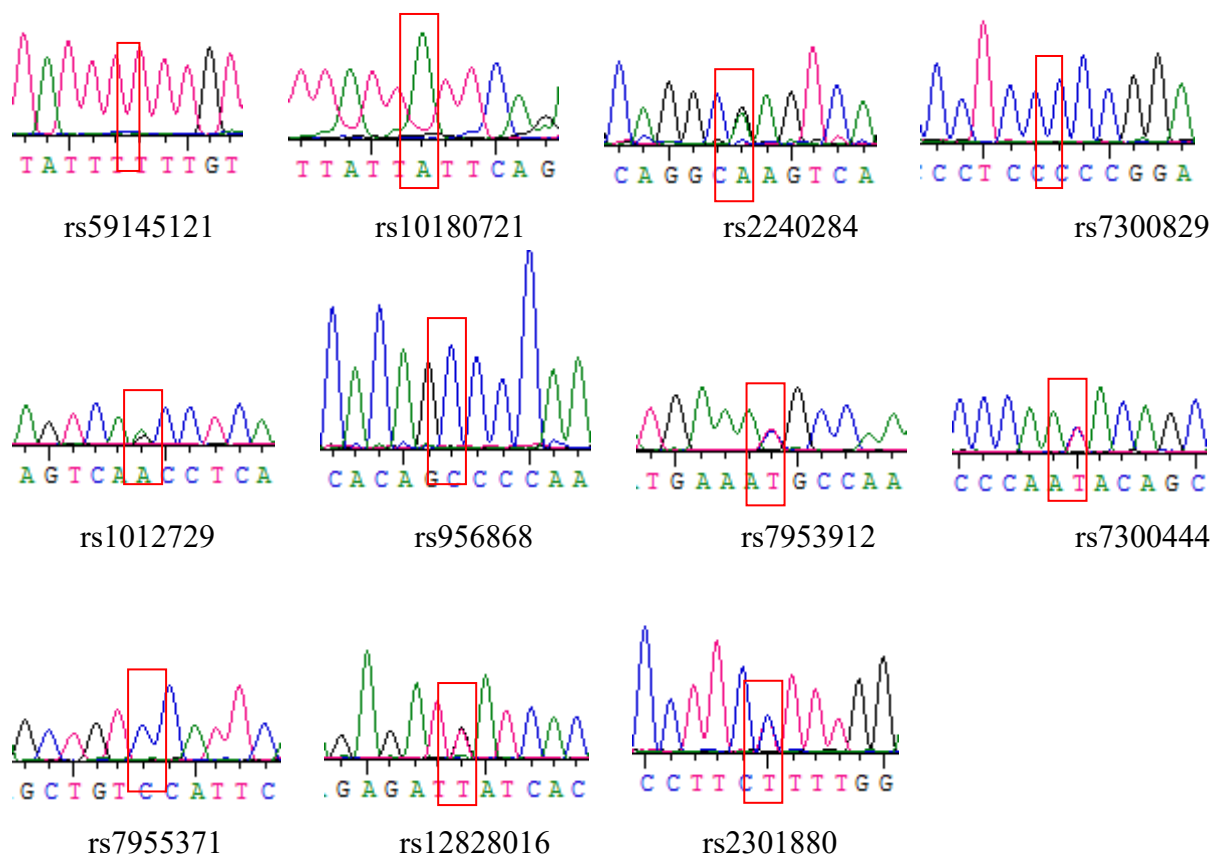 TATTTTTTGT
TTATTATTCAG
CAGGCAAGTCA
:CCTCCCCCGGA
rs59145121
rs10180721
rs2240284
rs7300829
AGTCAACCTCA
CACAGCCCCAA
.TGAAATGCCAA
CCCAATACAGC
rs1012729
rs956868
rs7953912
rs7300444
.GCTGTCCATTC
.GAGATTATCAC
CCTTCTTTTGG
rs7955371
rs12828016
rs2301880